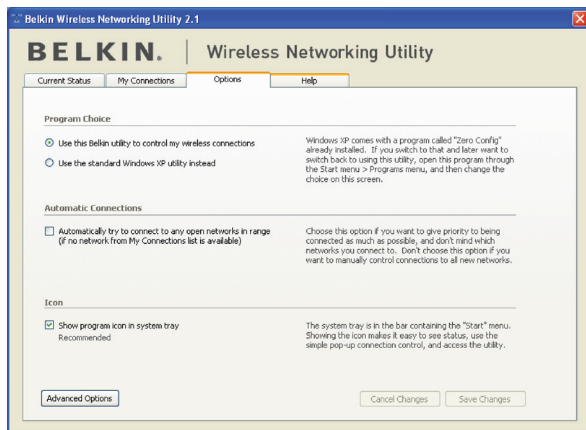 Belkin Wireless Networking Utility 2.1
BELKIN. | Wireless Networking Utility
Current Status My Connections Options Help
Program Choice
Use this Belkin utility to control my wireless connections
Use the standard Windows XP utility instead
Windows XP comes with a program called "Zero Config"
already installed. If you switch to that and later want to
switch back to using this utility, open this program through
the Start menu > Programs menu, and then change the
choice on this screen.
Automatic Connections
Automatically try to connect to any open networks in range
(if no network from My Connections list is available)
Choose this option if you want to give priority to being
connected as much as possible, and don't mind which
networks you connect to. Don't choose this option if you
want to manually control connections to all new networks.
Icon
Show program icon in system tray
Recommended
The system tray is in the bar containing the "Start" menu.
Showing the icon makes it easy to see status, use the
simple pop-up connection control, and access the utility.
Advanced Options Cancel Changes Save Changes